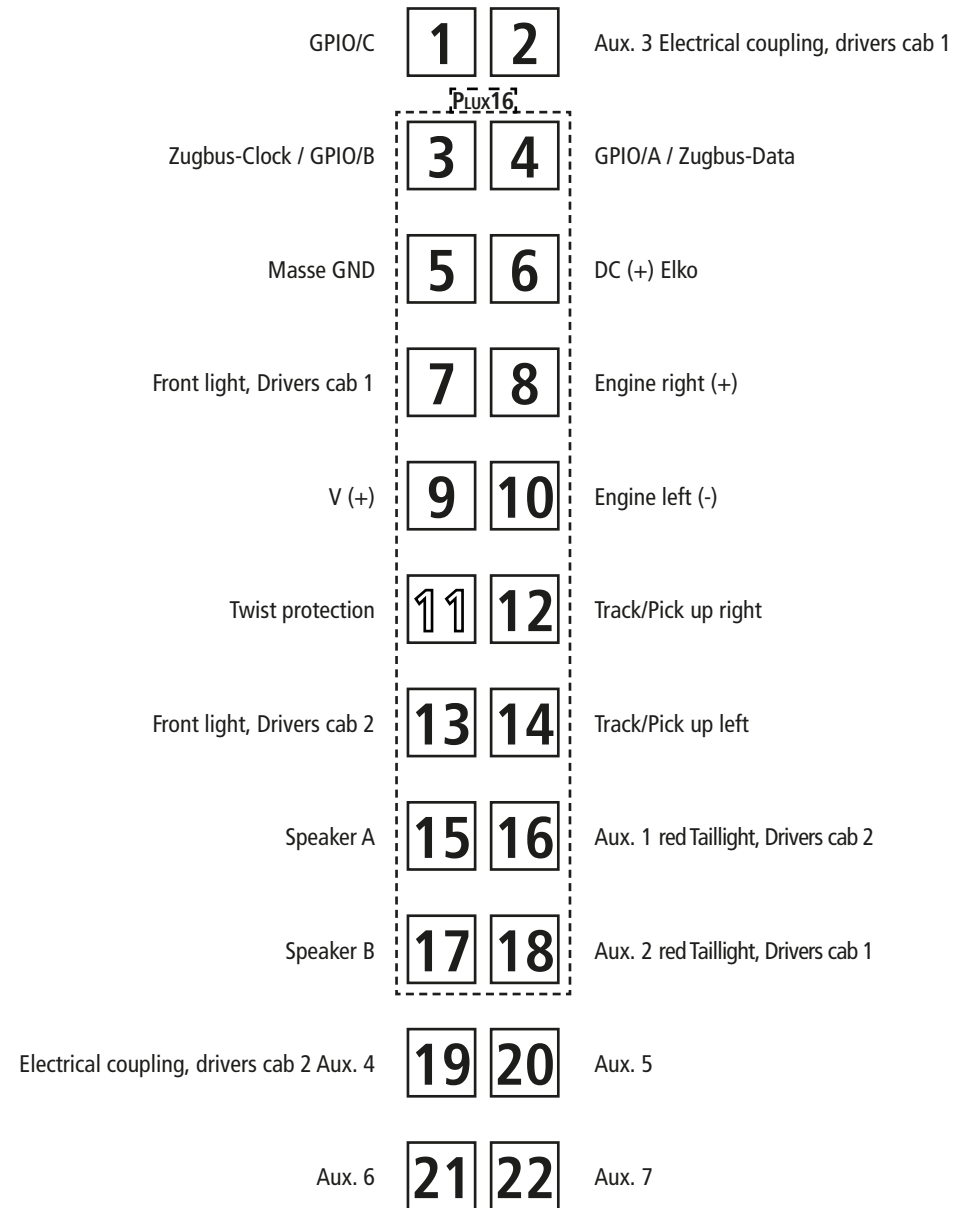 GPIO/C 1 2 Aux. 3 Electrical coupling, drivers cab 1
PLUX16
Zugbus-Clock / GPIO/B 3 4 GPIO/A / Zugbus-Data
Masse GND 5 6 DC (+) Elko
Front light, Drivers cab 1 7 8 Engine right (+)
V (+) 9 10 Engine left (-)
Twist protection 11 12 Track/Pick up right
Front light, Drivers cab 2 13 14 Track/Pick up left
Speaker A 15 16 Aux. 1 red Taillight, Drivers cab 2
Speaker B 17 18 Aux. 2 red Taillight, Drivers cab 1
Electrical coupling, drivers cab 2 Aux. 4 19 20 Aux. 5
Aux. 6 21 22 Aux. 7